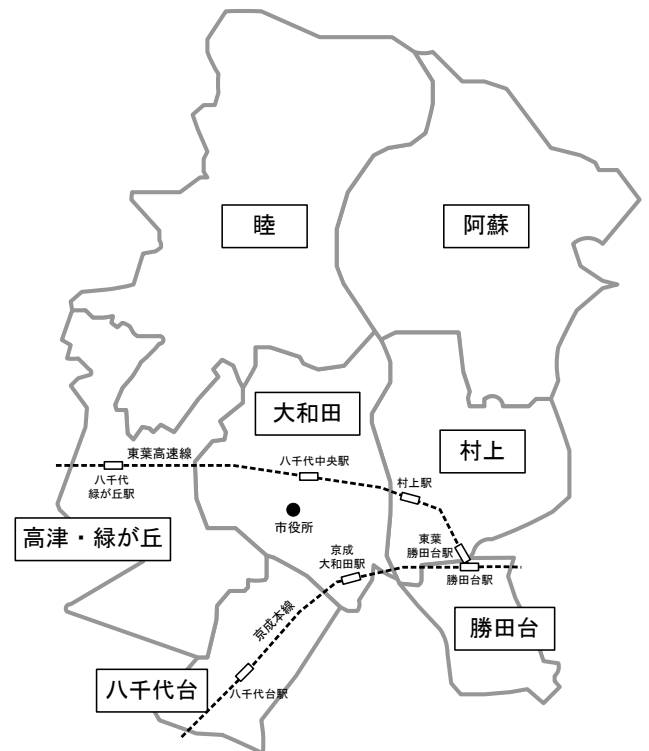 睦
阿蘇
大和田
村上
東葉高速線
八千代中央駅
八千代
緑が丘駅
村上駅
市役所
高津・緑が丘
東葉
勝田台駅
京成
大和田駅
勝田台駅
京成本線
勝田台
八千代台
八千代台駅